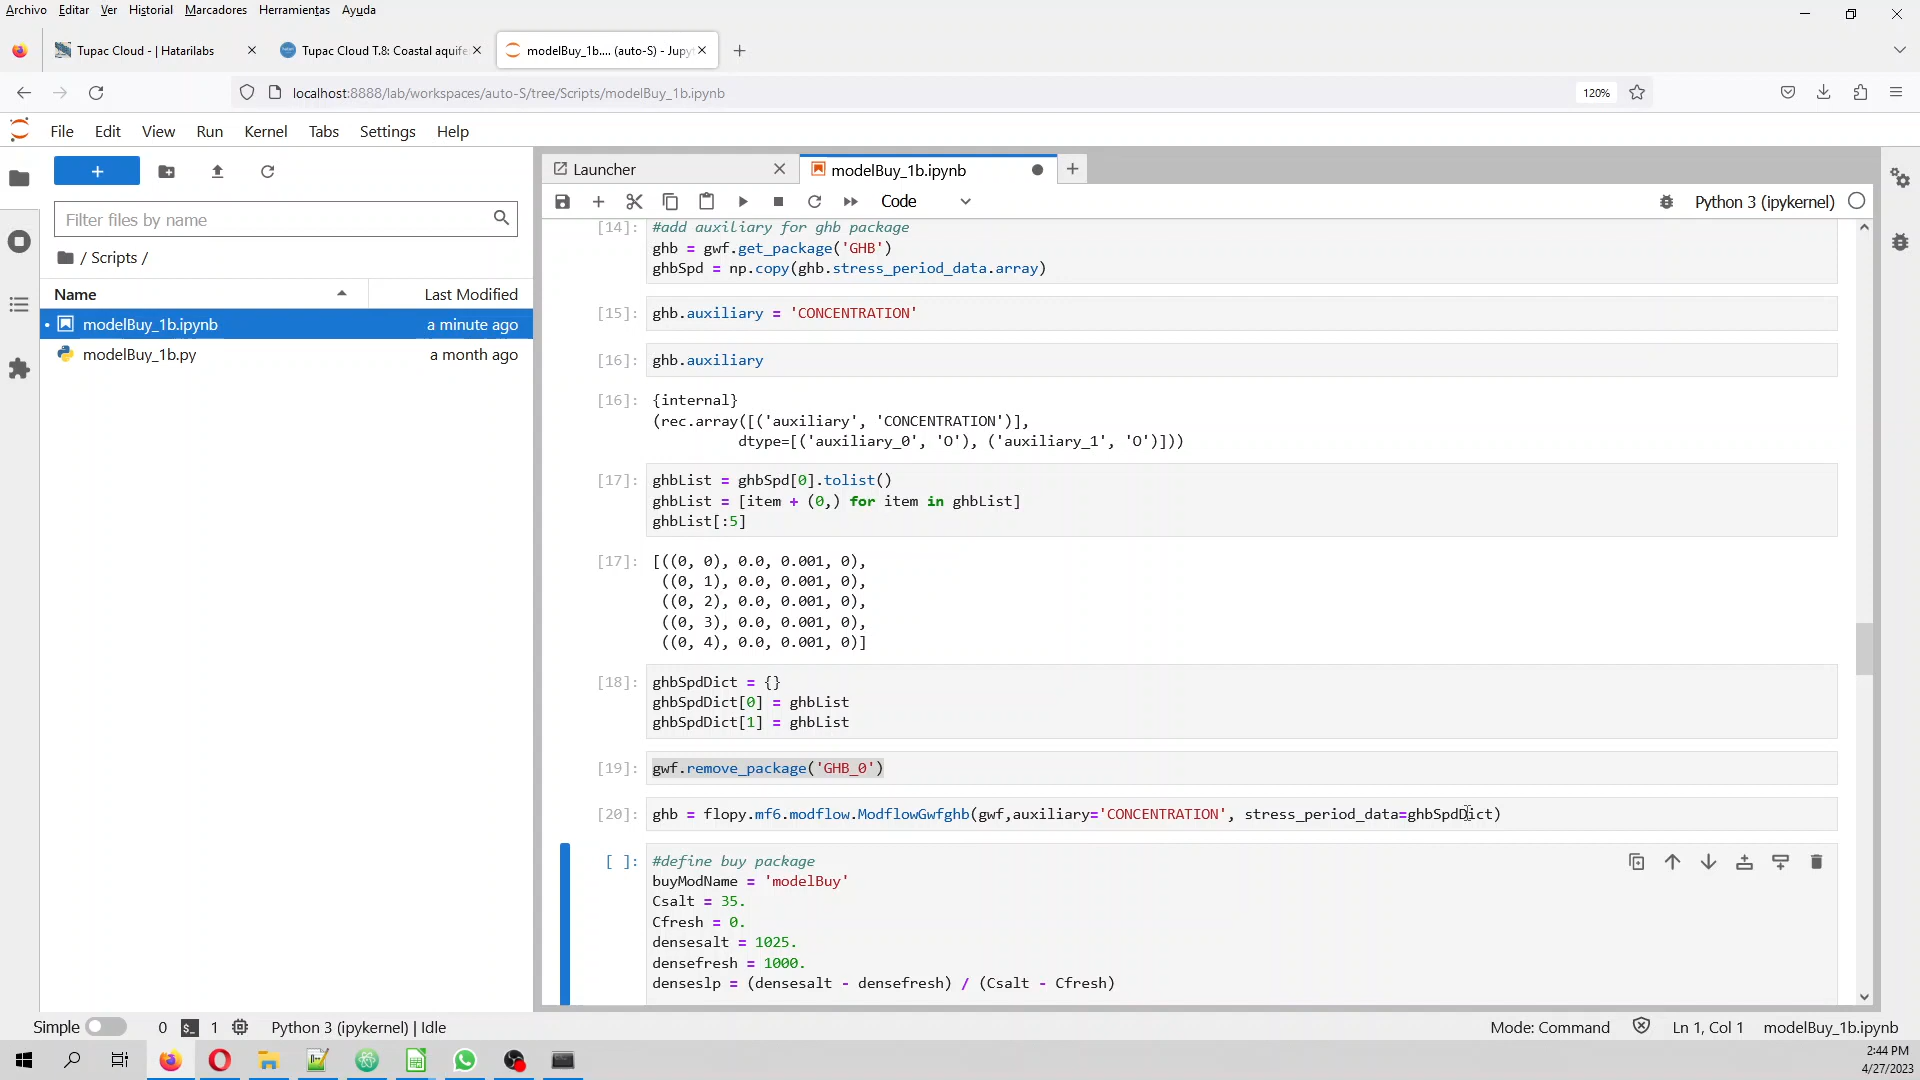 Archivo Editar Ver Historial Marcadores Herramientas Ayuda
Tupac Cloud - | Hatarilabs
Tupac Cloud T.8: Coastal aquife
modelBuy_1b.... (auto-S) - Jupy
localhost:8888/lab/workspaces/auto-S/tree/Scripts/modelBuy_1b.ipynb
120%
File Edit View Run Kernel Tabs Settings Help
Filter files by name
/ Scripts /
Name Last Modified
modelBuy_1b.ipynb a minute ago
modelBuy_1b.py a month ago
Launcher
modelBuy_1b.ipynb
Code
Python 3 (ipykernel)
[14]: #add auxiliary for ghb package
ghb = gwf.get_package('GHB')
ghbSpd = np.copy(ghb.stress_period_data.array)
[15]: ghb.auxiliary = 'CONCENTRATION'
[16]: ghb.auxiliary
[16]: {internal}
(rec.array([('auxiliary', 'CONCENTRATION')],
dtype=[('auxiliary_0', 'O'), ('auxiliary_1', 'O')]))
[17]: ghbList = ghbSpd[0].tolist()
ghbList = [item + (0,) for item in ghbList]
ghbList[:5]
[17]: [((0, 0), 0.0, 0.001, 0),
((0, 1), 0.0, 0.001, 0),
((0, 2), 0.0, 0.001, 0),
((0, 3), 0.0, 0.001, 0),
((0, 4), 0.0, 0.001, 0)]
[18]: ghbSpdDict = {}
ghbSpdDict[0] = ghbList
ghbSpdDict[1] = ghbList
[19]: gwf.remove_package('GHB_0')
[20]: ghb = flopy.mf6.modflow.ModflowGwfghb(gwf,auxiliary='CONCENTRATION', stress_period_data=ghbSpdDict)
[ ]: #define buy package
buyModName = 'modelBuy'
Csalt = 35.
Cfresh = 0.
densesalt = 1025.
densefresh = 1000.
denseslp = (densesalt - densefresh) / (Csalt - Cfresh)
Simple 0 1 Python 3 (ipykernel) | Idle
Mode: Command Ln 1, Col 1 modelBuy_1b.ipynb
2:44 PM
4/27/2023